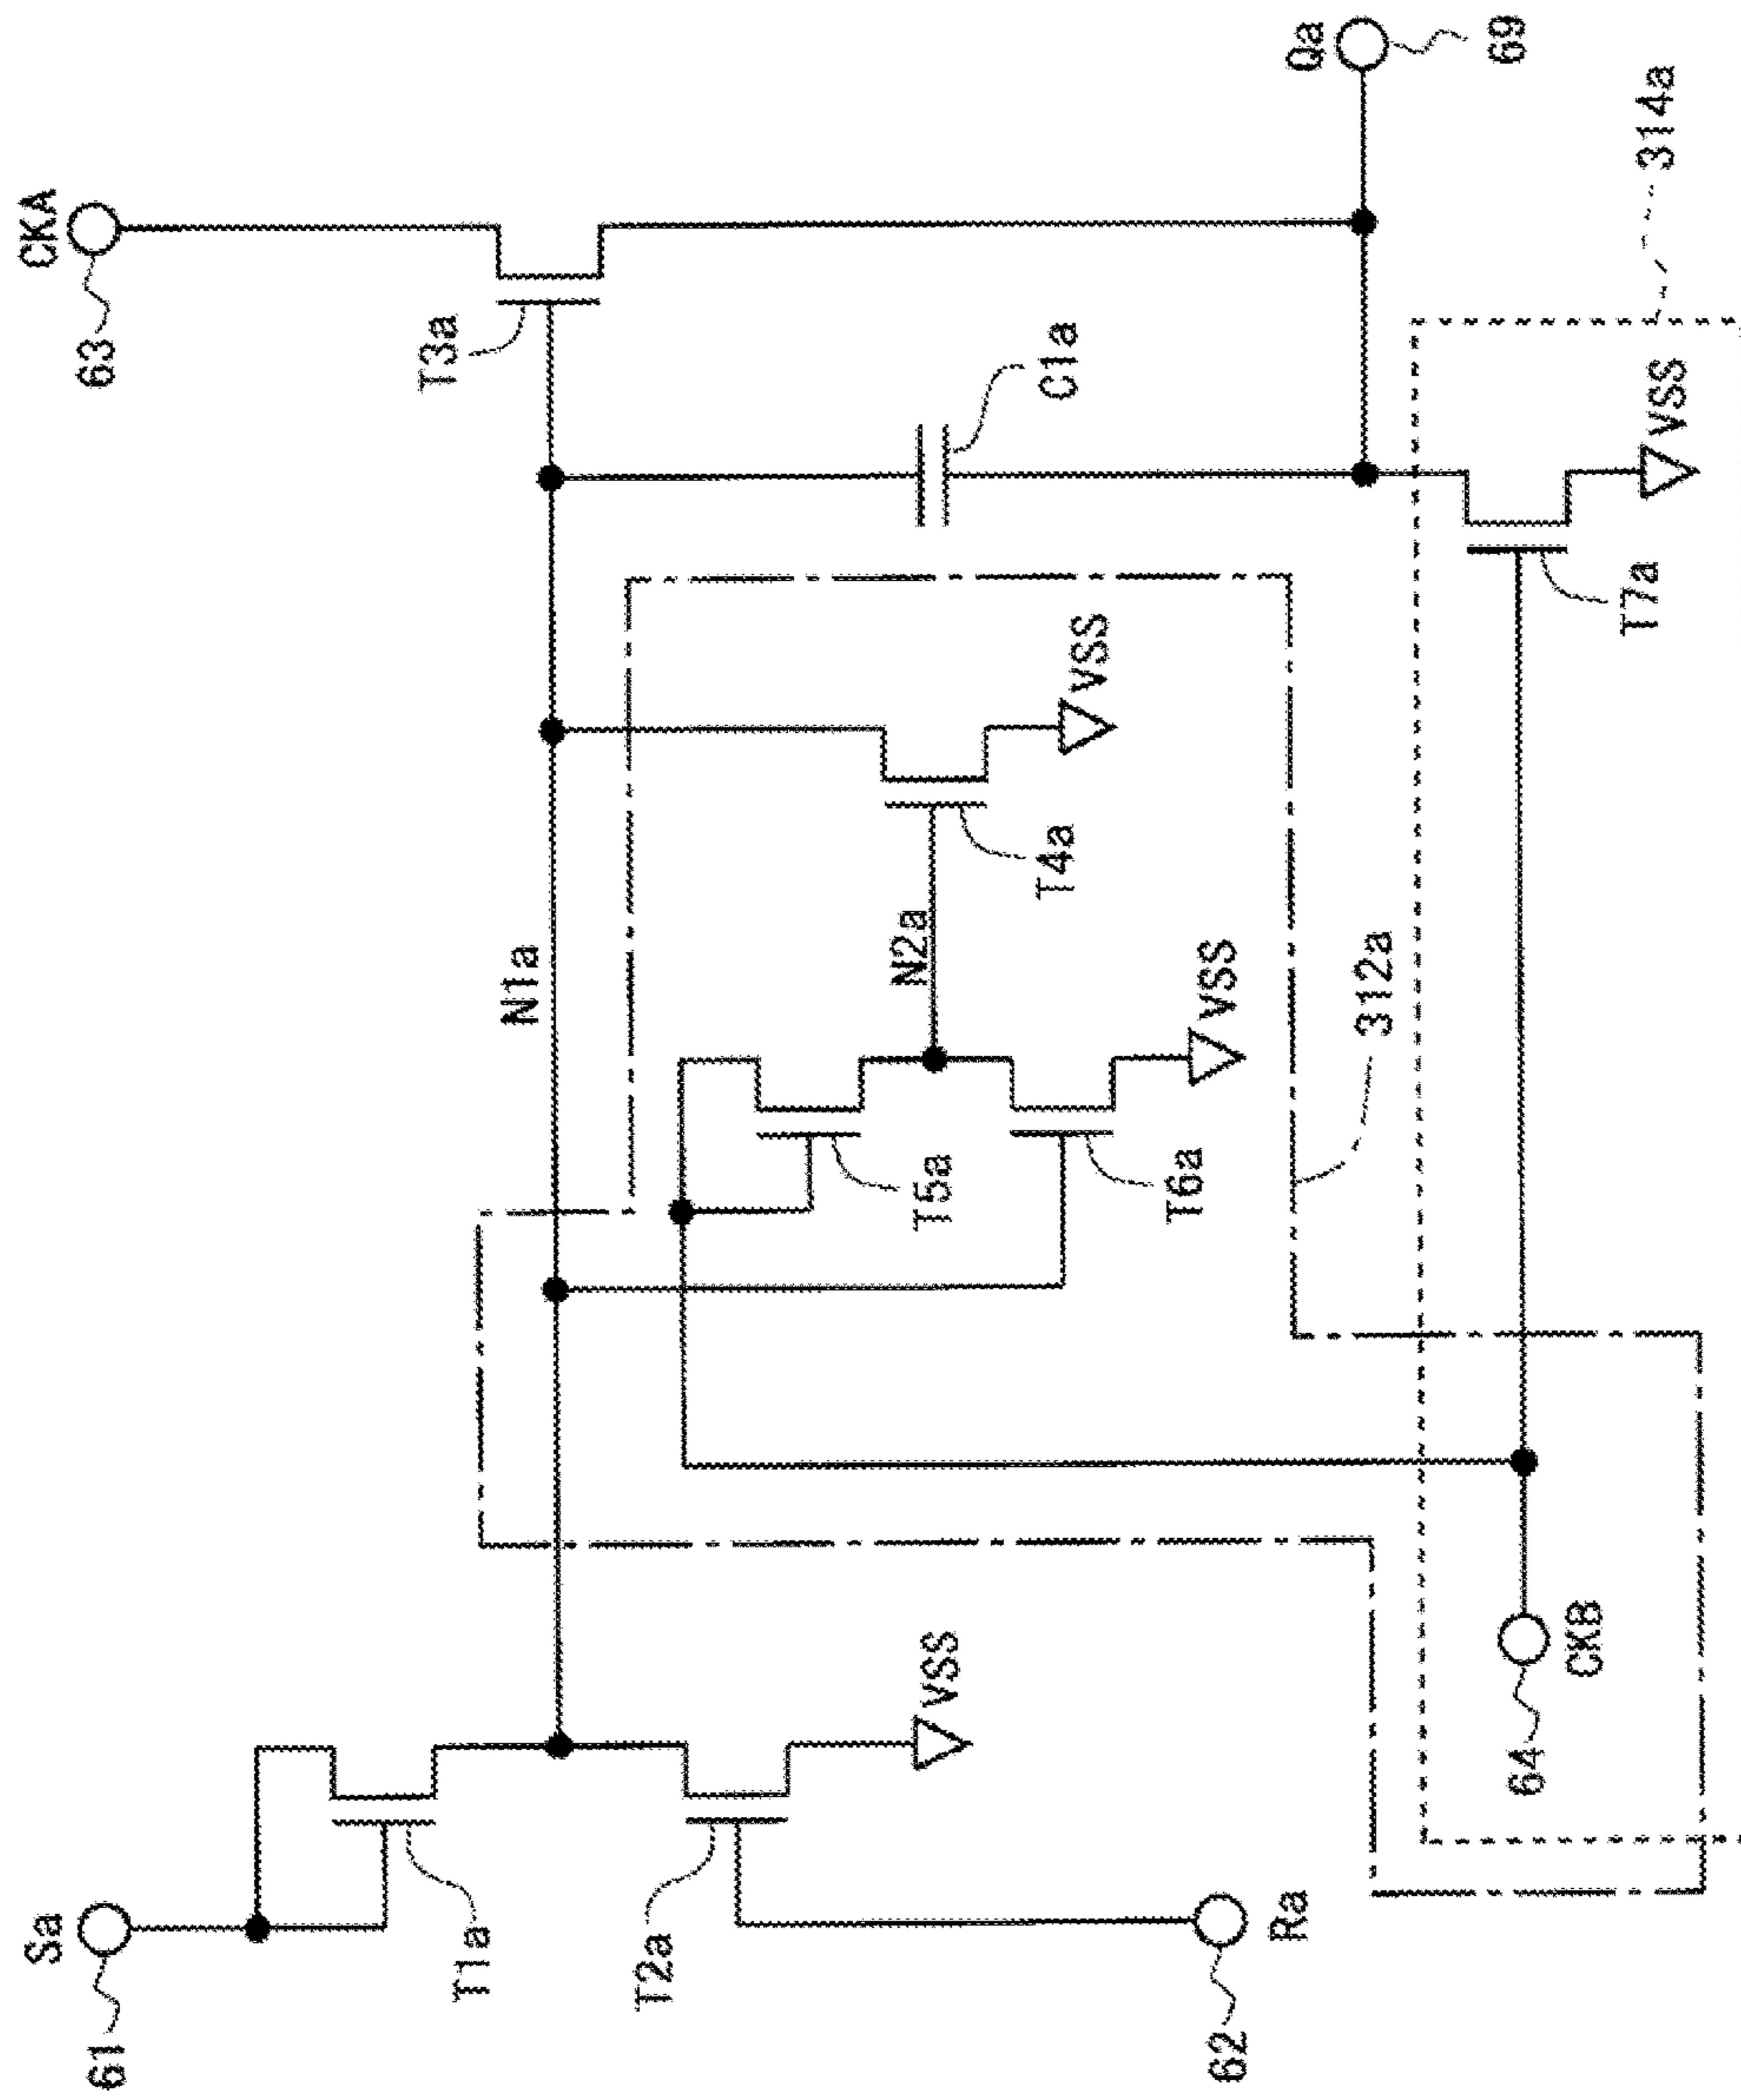 Sa
61
T1a
T2a
VSS
Ra
62
N1a
CKA
63
T3a
C1a
Qa
69
314a
N2a
T4a
VSS
T5a
T6a
VSS
312a
T7a
VSS
CKB
64